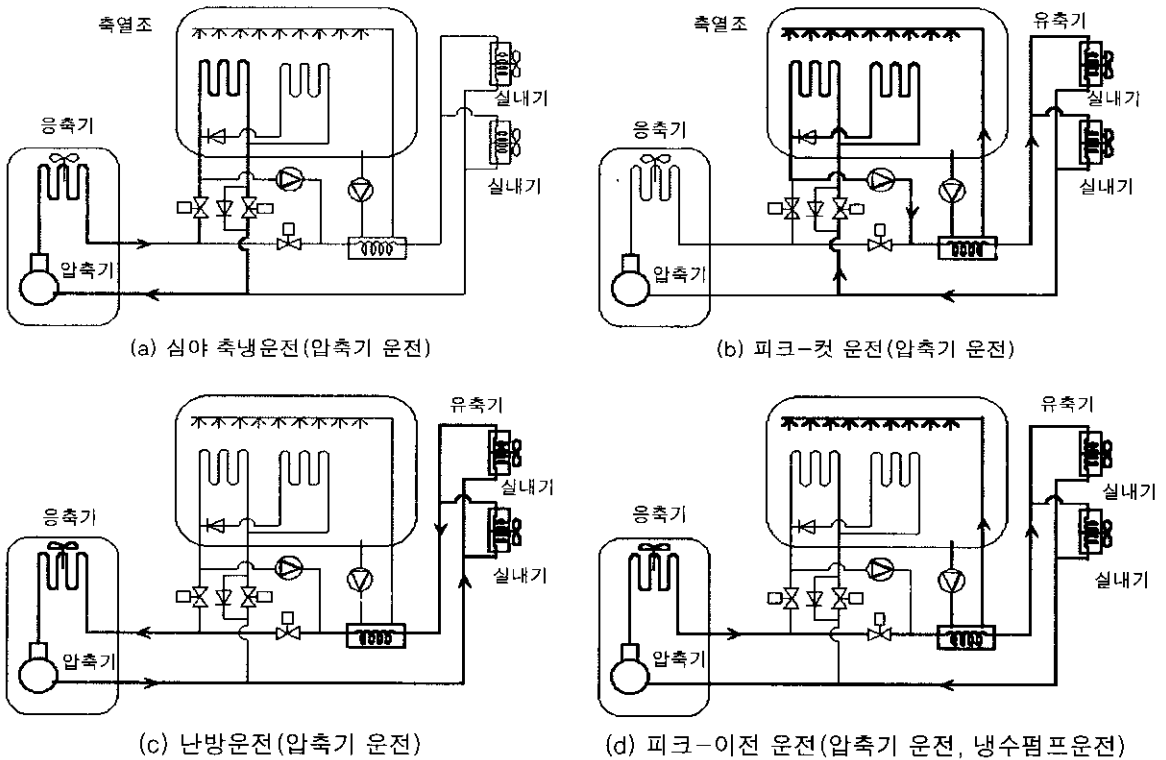 축열조
실내기
실내기
응축기
압축기
(a) 심야 축냉운전(압축기 운전)
축열조
유축기
실내기
실내기
응축기
압축기
(b) 피크-컷 운전(압축기 운전)
유축기
실내기
실내기
응축기
압축기
(c) 난방운전(압축기 운전)
유축기
실내기
실내기
응축기
압축기
(d) 피크-이전 운전(압축기 운전, 냉수펌프운전)